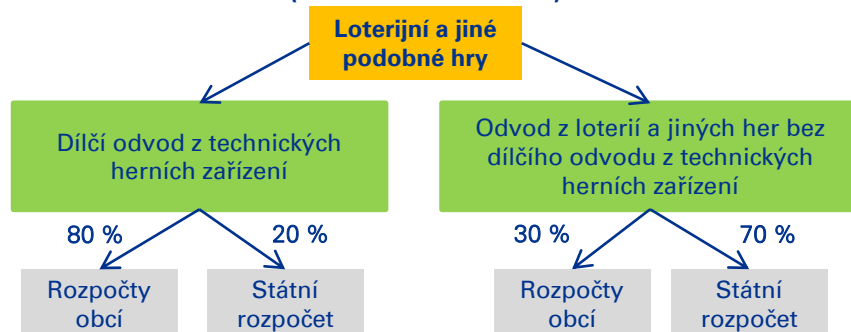 Loterijní a jiné
podobné hry
Dílčí odvod z technických
herních zařízení
Odvod z loterií a jiných her bez
dílčího odvodu z technických
herních zařízení
80 %
20 %
30 %
70 %
Rozpočty
obcí
Státní
rozpočet
Rozpočty
obcí
Státní
rozpočet